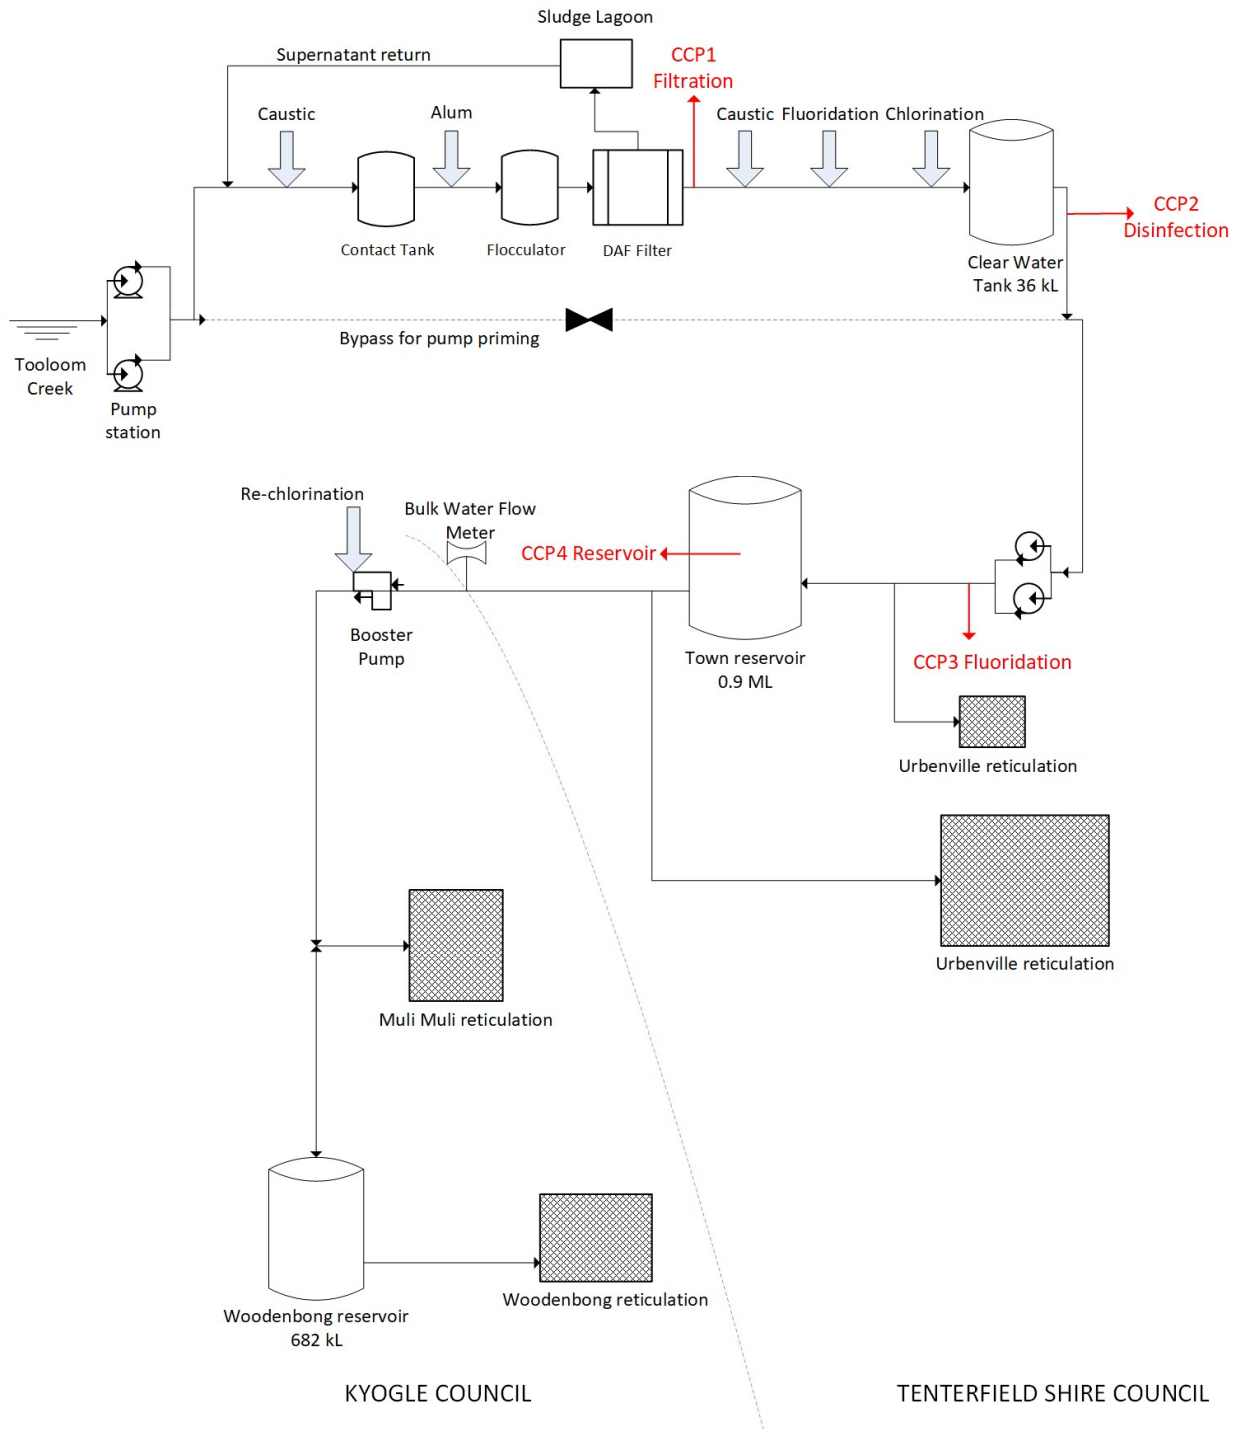 Sludge Lagoon
Supernatant return
CCP1
Filtration
Caustic
Alum
Caustic
Fluoridation
Chlorination
CCP2
Disinfection
Contact Tank
Flocculator
DAF Filter
Clear Water
Tank 36 kL
Bypass for pump priming
Tooloom
Creek
Pump
station
Re-chlorination
Bulk Water Flow
Meter
CCP4 Reservoir
Booster
Pump
Town reservoir
0.9 ML
CCP3 Fluoridation
Urbenville reticulation
Urbenville reticulation
Muli Muli reticulation
Woodenbong reticulation
Woodenbong reservoir
682 kL
KYOGLE COUNCIL
TENTERFIELD SHIRE COUNCIL